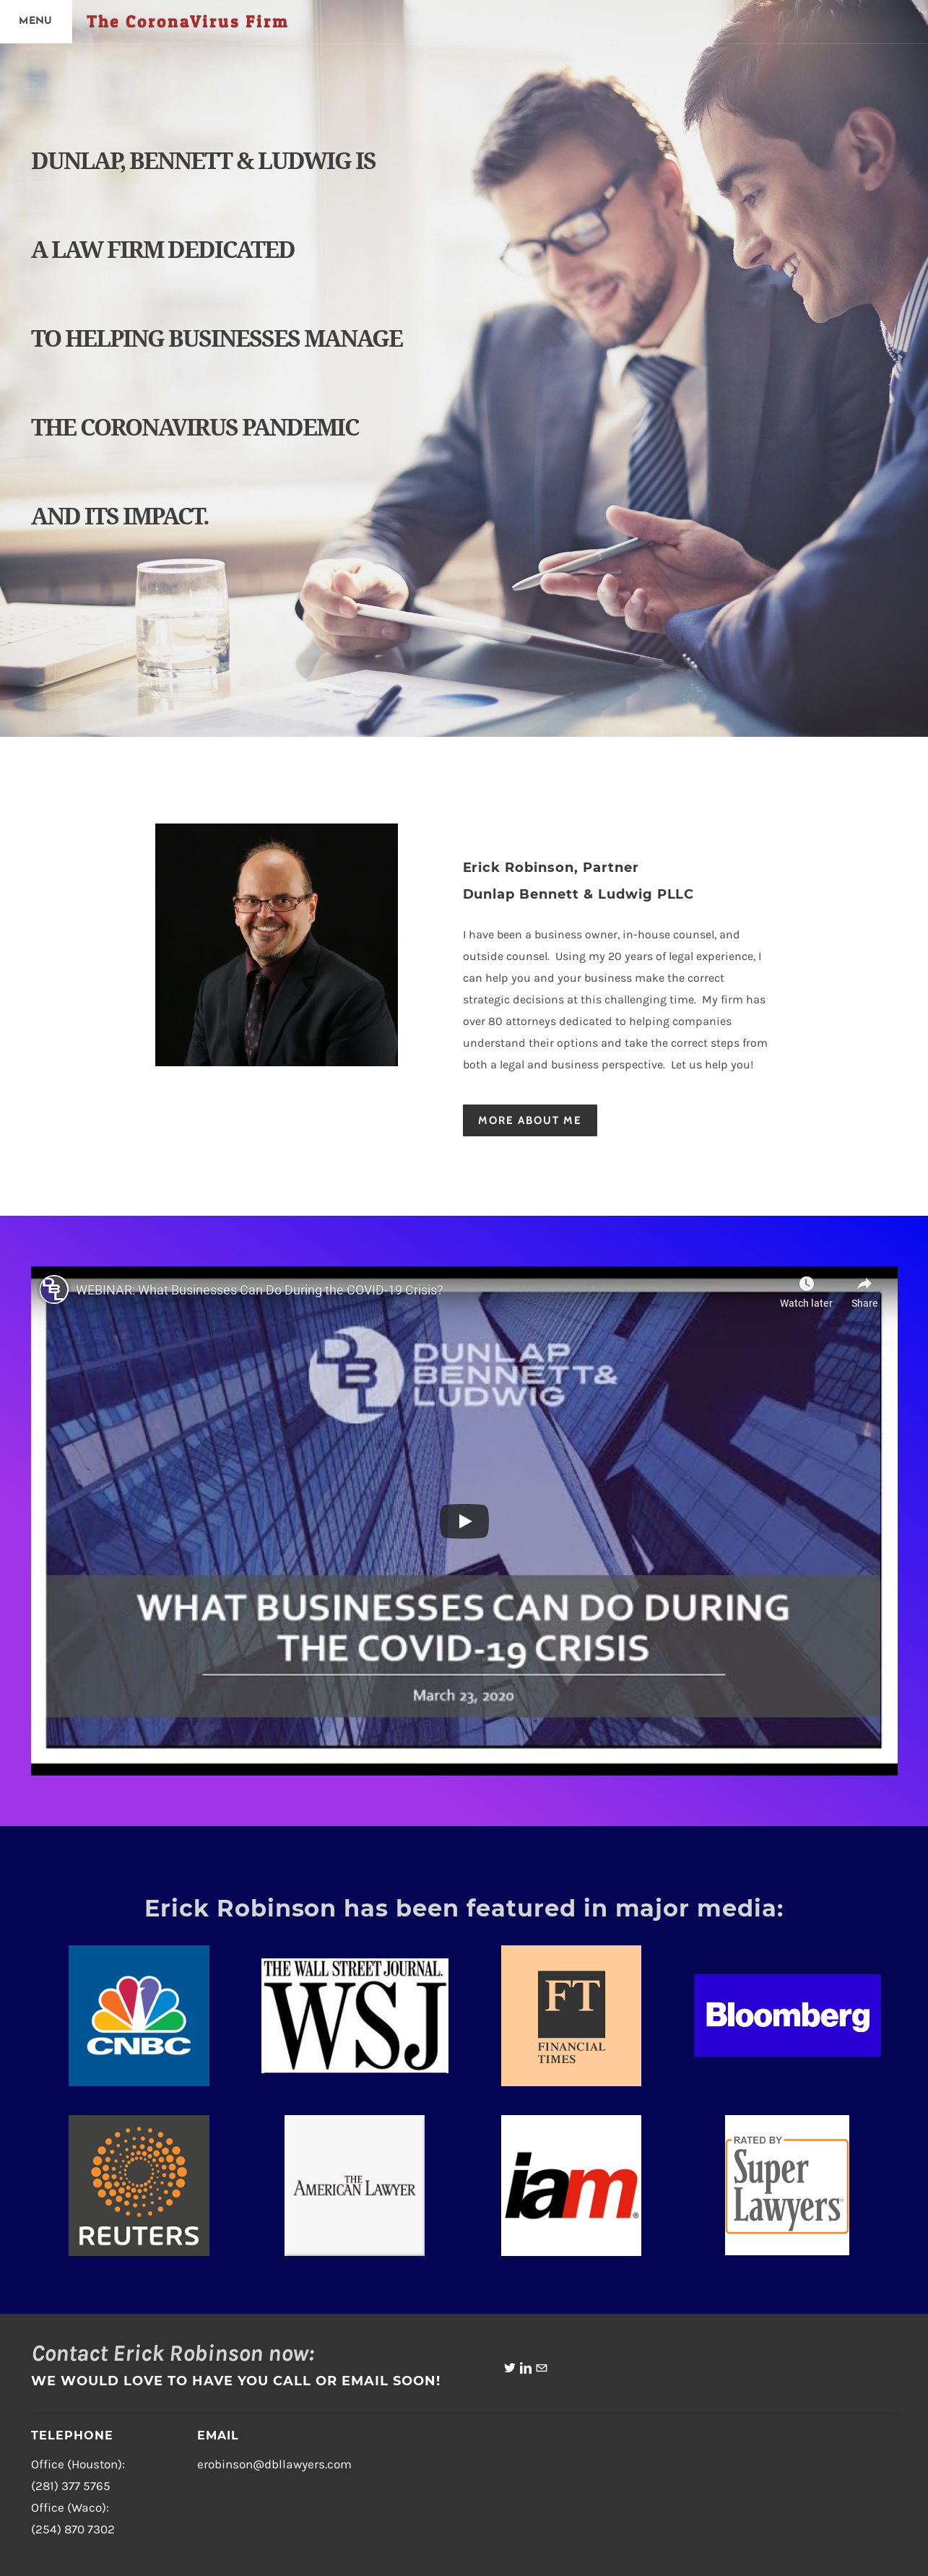 MENU
The CoronaVirus Firm
DUNLAP, BENNETT & LUDWIG IS
A LAW FIRM DEDICATED
TO HELPING BUSINESSES MANAGE
THE CORONAVIRUS PANDEMIC
AND ITS IMPACT.
Erick Robinson, Partner
Dunlap Bennett & Ludwig PLLC
I have been a business owner, in-house counsel, and
outside counsel.  Using my 20 years of legal experience, I
can help you and your business make the correct
strategic decisions at this challenging time.  My firm has
over 80 attorneys dedicated to helping companies
understand their options and take the correct steps from
both a legal and business perspective.  Let us help you!
MORE ABOUT ME
DBL
WEBINAR: What Businesses Can Do During the COVID-19 Crisis?
Watch later
Share
DBL
DUNLAP
BENNETT&
LUDWIG
WHAT BUSINESSES CAN DO DURING
THE COVID-19 CRISIS
March 23, 2020
Erick Robinson has been featured in major media:
CNBC
THE WALL STREET JOURNAL.
WSJ
FT
FINANCIAL
TIMES
Bloomberg
REUTERS
THE
AMERICAN LAWYER
iam®
RATED BY
Super
Lawyers®
Contact Erick Robinson now:
WE WOULD LOVE TO HAVE YOU CALL OR EMAIL SOON!
TELEPHONE
Office (Houston):
(281) 377 5765
Office (Waco):
(254) 870 7302
EMAIL
erobinson@dbllawyers.com